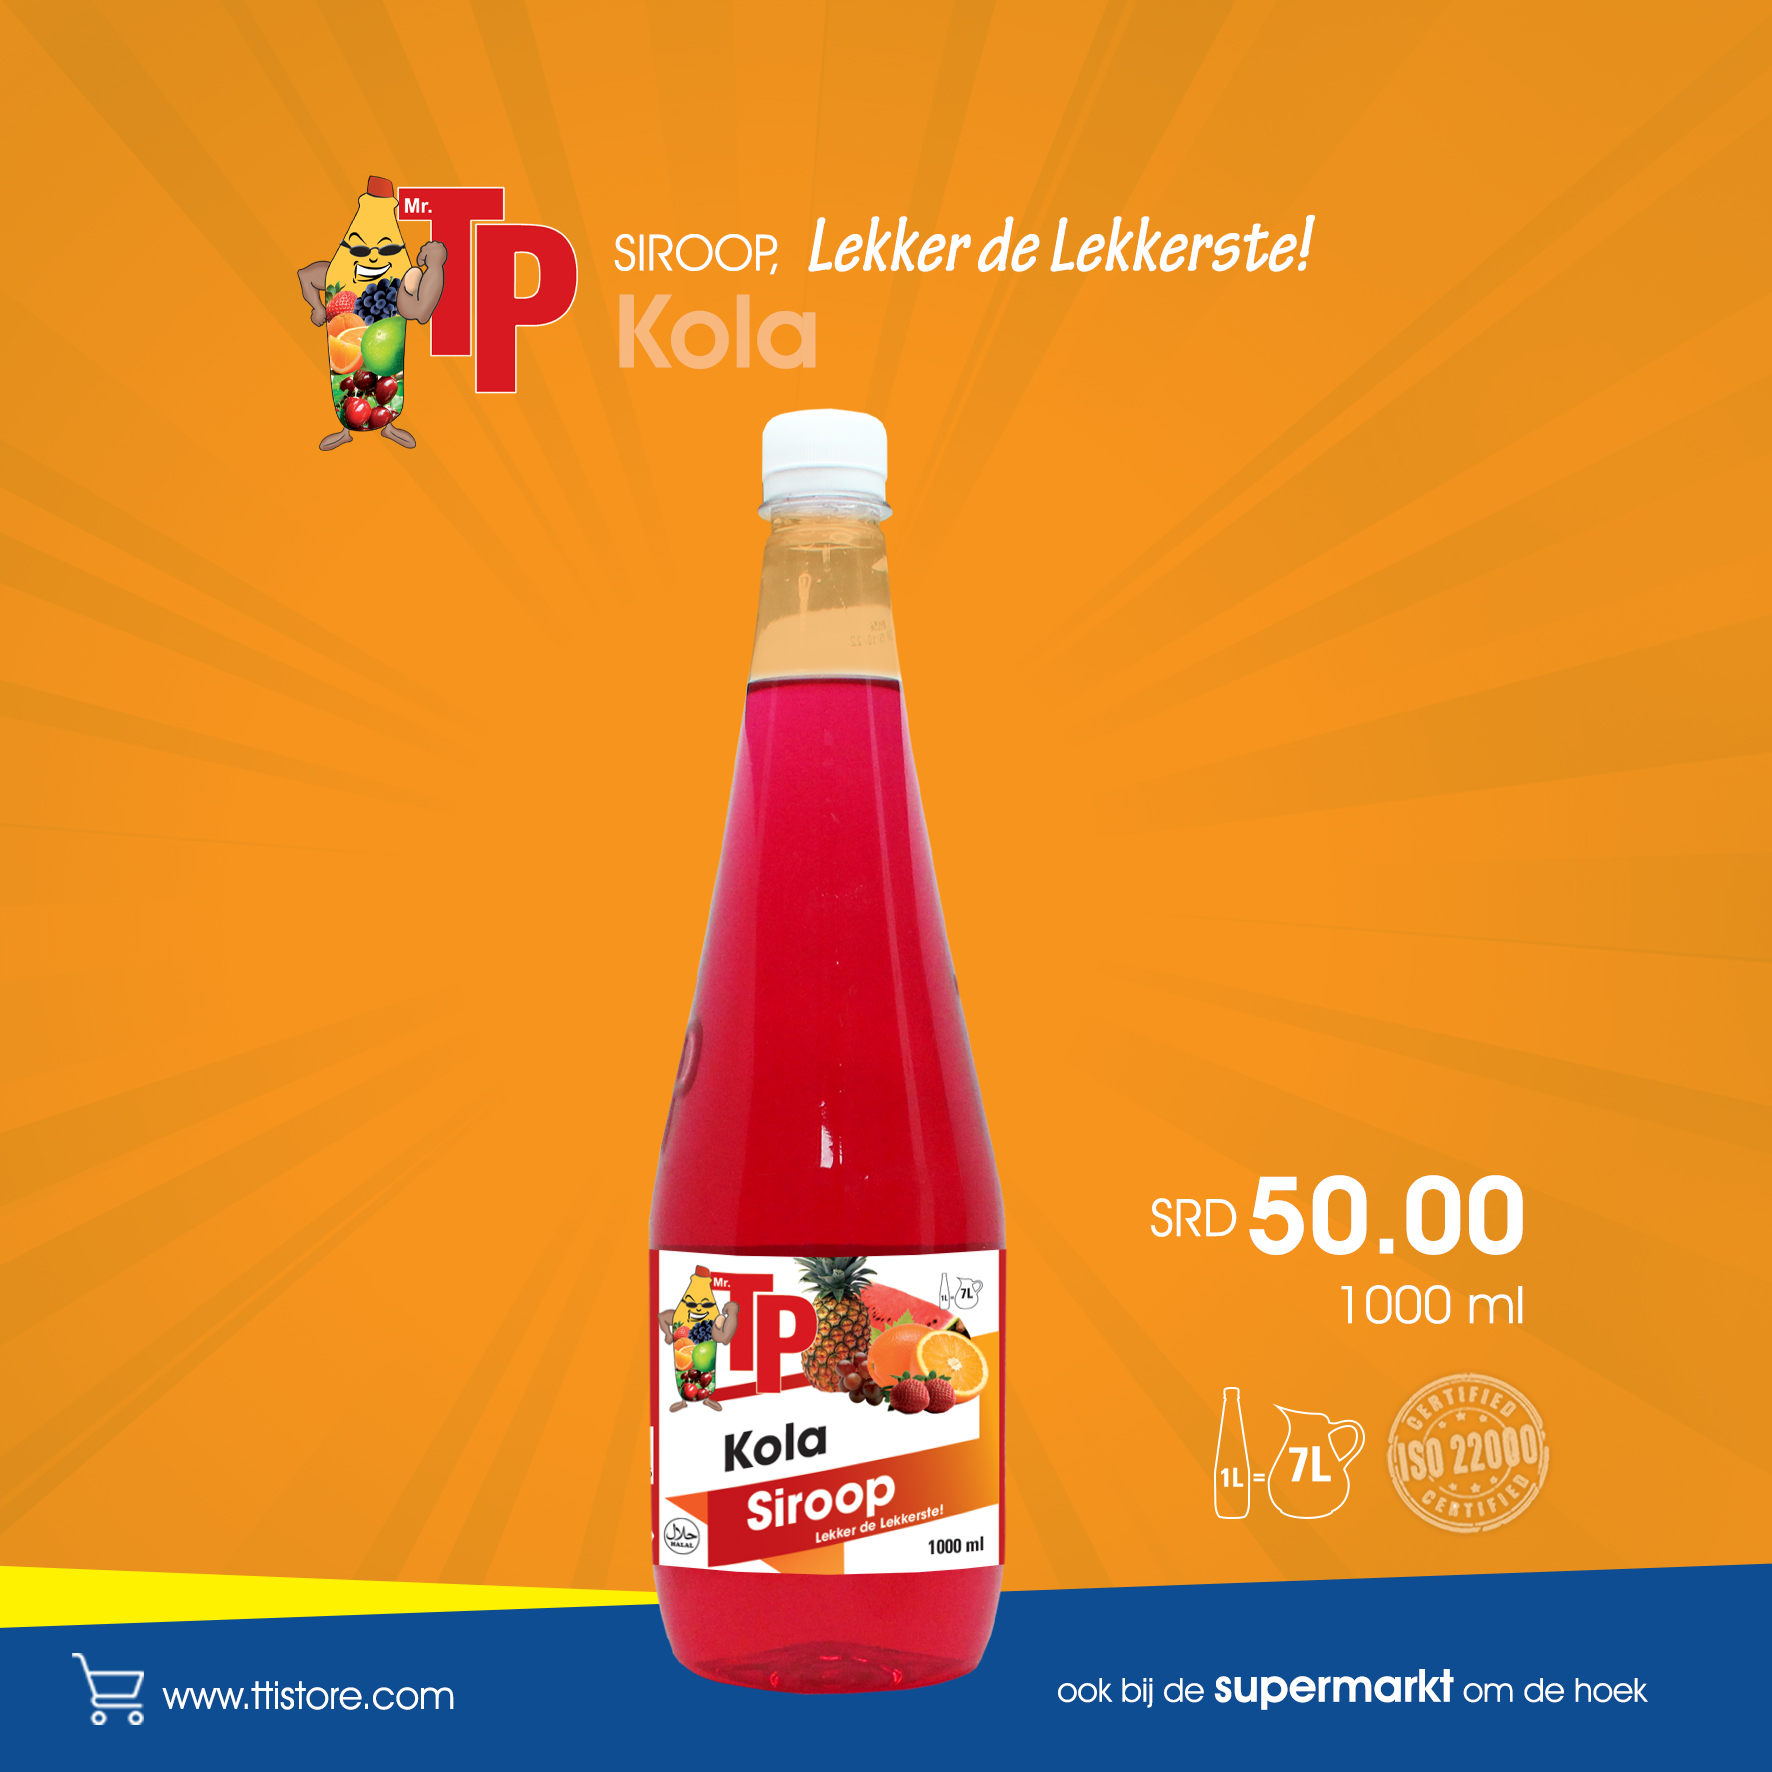 Mr.
TP
SIROOP, Lekker de Lekkerste!
Kola
SRD 50.00
1000 ml
1L = 7L
CERTIFIED
ISO 22000
CERTIFIED
Mr.
TP
1L = 7L
Kola
Siroop
Lekker de Lekkerste!
حلال
HALAL
1000 ml
www.ttistore.com
ook bij de supermarkt om de hoek